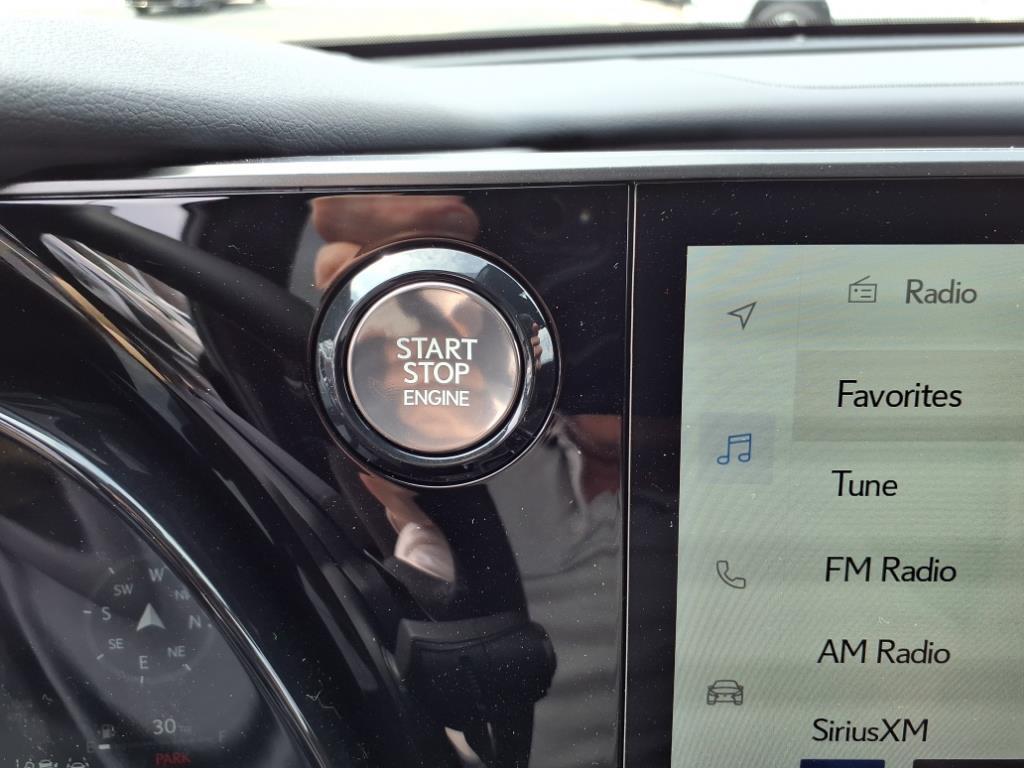 START
STOP
ENGINE
Radio
Favorites
Tune
FM Radio
AM Radio
SiriusXM
W
SW
S
N
SE
NE
E
30
E
F
PARK